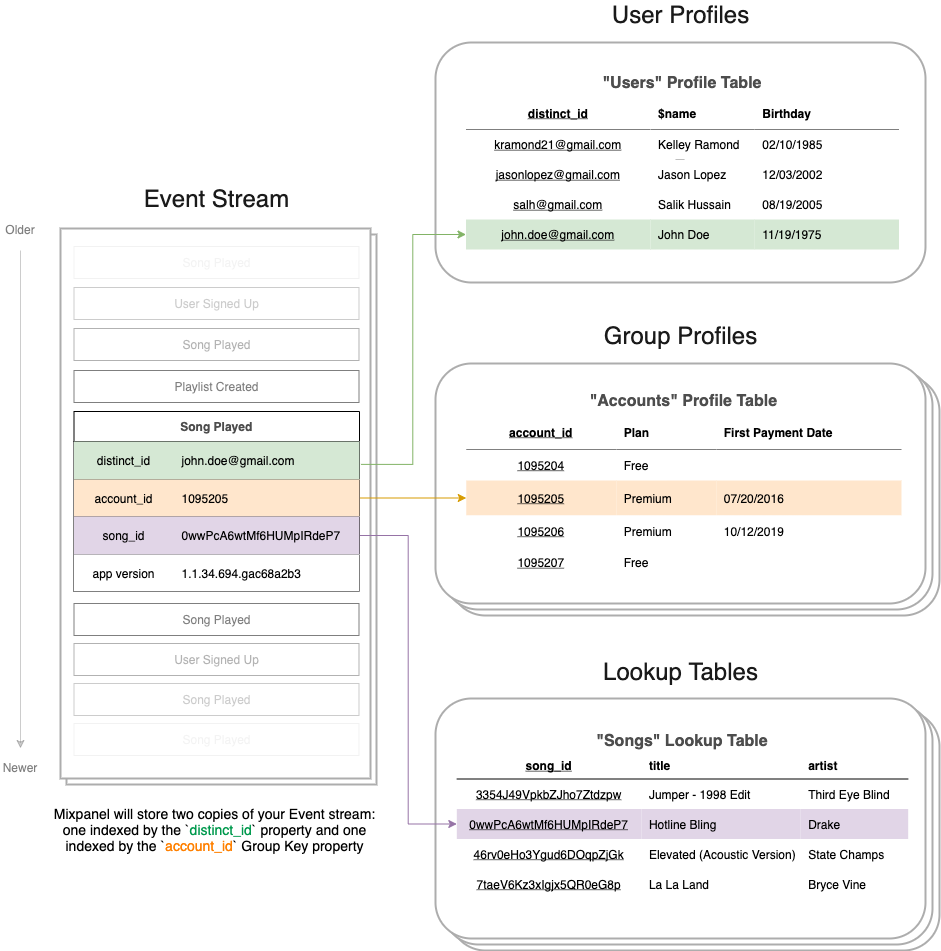 User Profiles
"Users" Profile Table
distinct_id $name Birthday
kramond21@gmail.com Kelley Ramond 02/10/1985
jasonlopez@gmail.com Jason Lopez 12/03/2002
salh@gmail.com Salik Hussain 08/19/2005
john.doe@gmail.com John Doe 11/19/1975
Event Stream
Older
Song Played
User Signed Up
Song Played
Playlist Created
Song Played
distinct_id john.doe@gmail.com
account_id 1095205
song_id 0wwPcA6wtMf6HUMpIRdeP7
app version 1.1.34.694.gac68a2b3
Song Played
User Signed Up
Song Played
Song Played
Newer
Mixpanel will store two copies of your Event stream:
one indexed by the `distinct_id` property and one
indexed by the `account_id` Group Key property
Group Profiles
"Accounts" Profile Table
account_id Plan First Payment Date
1095204 Free
1095205 Premium 07/20/2016
1095206 Premium 10/12/2019
1095207 Free
Lookup Tables
"Songs" Lookup Table
song_id title artist
3354J49VpkbZJho7Ztdzpw Jumper - 1998 Edit Third Eye Blind
0wwPcA6wtMf6HUMpIRdeP7 Hotline Bling Drake
46rv0eHo3Ygud6DOqpZjGk Elevated (Acoustic Version) State Champs
7taeV6Kz3xlgjx5QR0eG8p La La Land Bryce Vine